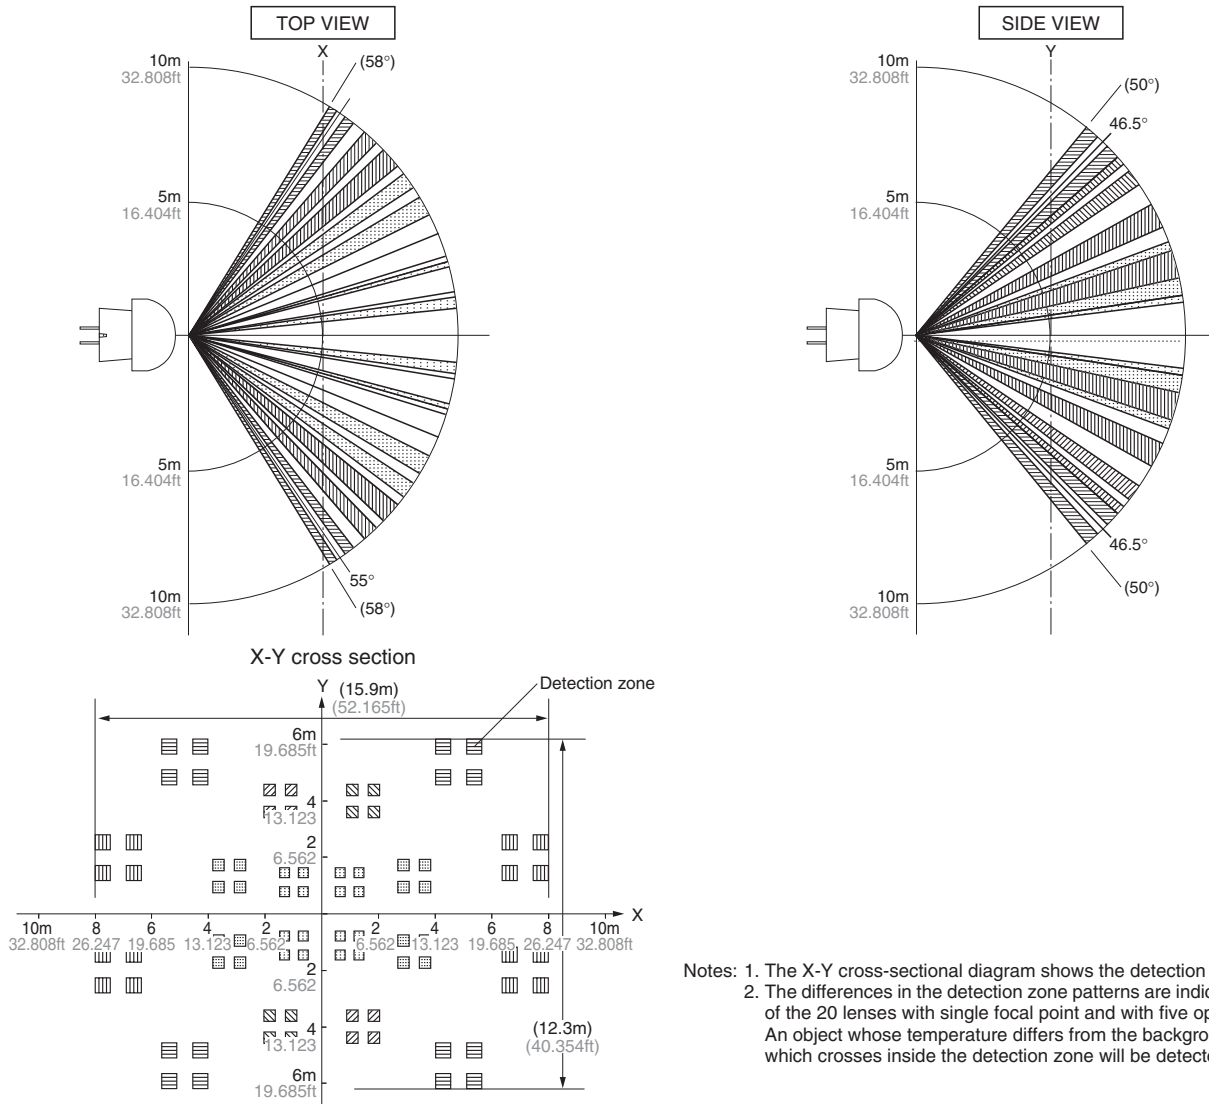 TOP VIEW
X
(58°)
10m
32.808ft
5m
16.404ft
5m
16.404ft
10m
32.808ft
55°
(58°)
SIDE VIEW
Y
(50°)
46.5°
10m
32.808ft
5m
16.404ft
5m
16.404ft
10m
32.808ft
46.5°
(50°)
X-Y cross section
Y
(15.9m)
(52.165ft)
Detection zone
6m
19.685ft
4
13.123
2
6.562
X
10m 8 6 4 2 2 4 6 8 10m
32.808ft 26.247 19.685 13.123 6.562 6.562 13.123 19.685 26.247 32.808ft
2
6.562
4
13.123
6m
19.685ft
(12.3m)
(40.354ft)
Notes: 1. The X-Y cross-sectional diagram shows the detection
2. The differences in the detection zone patterns are indic
of the 20 lenses with single focal point and with five op
An object whose temperature differs from the backgro
which crosses inside the detection zone will be detecte